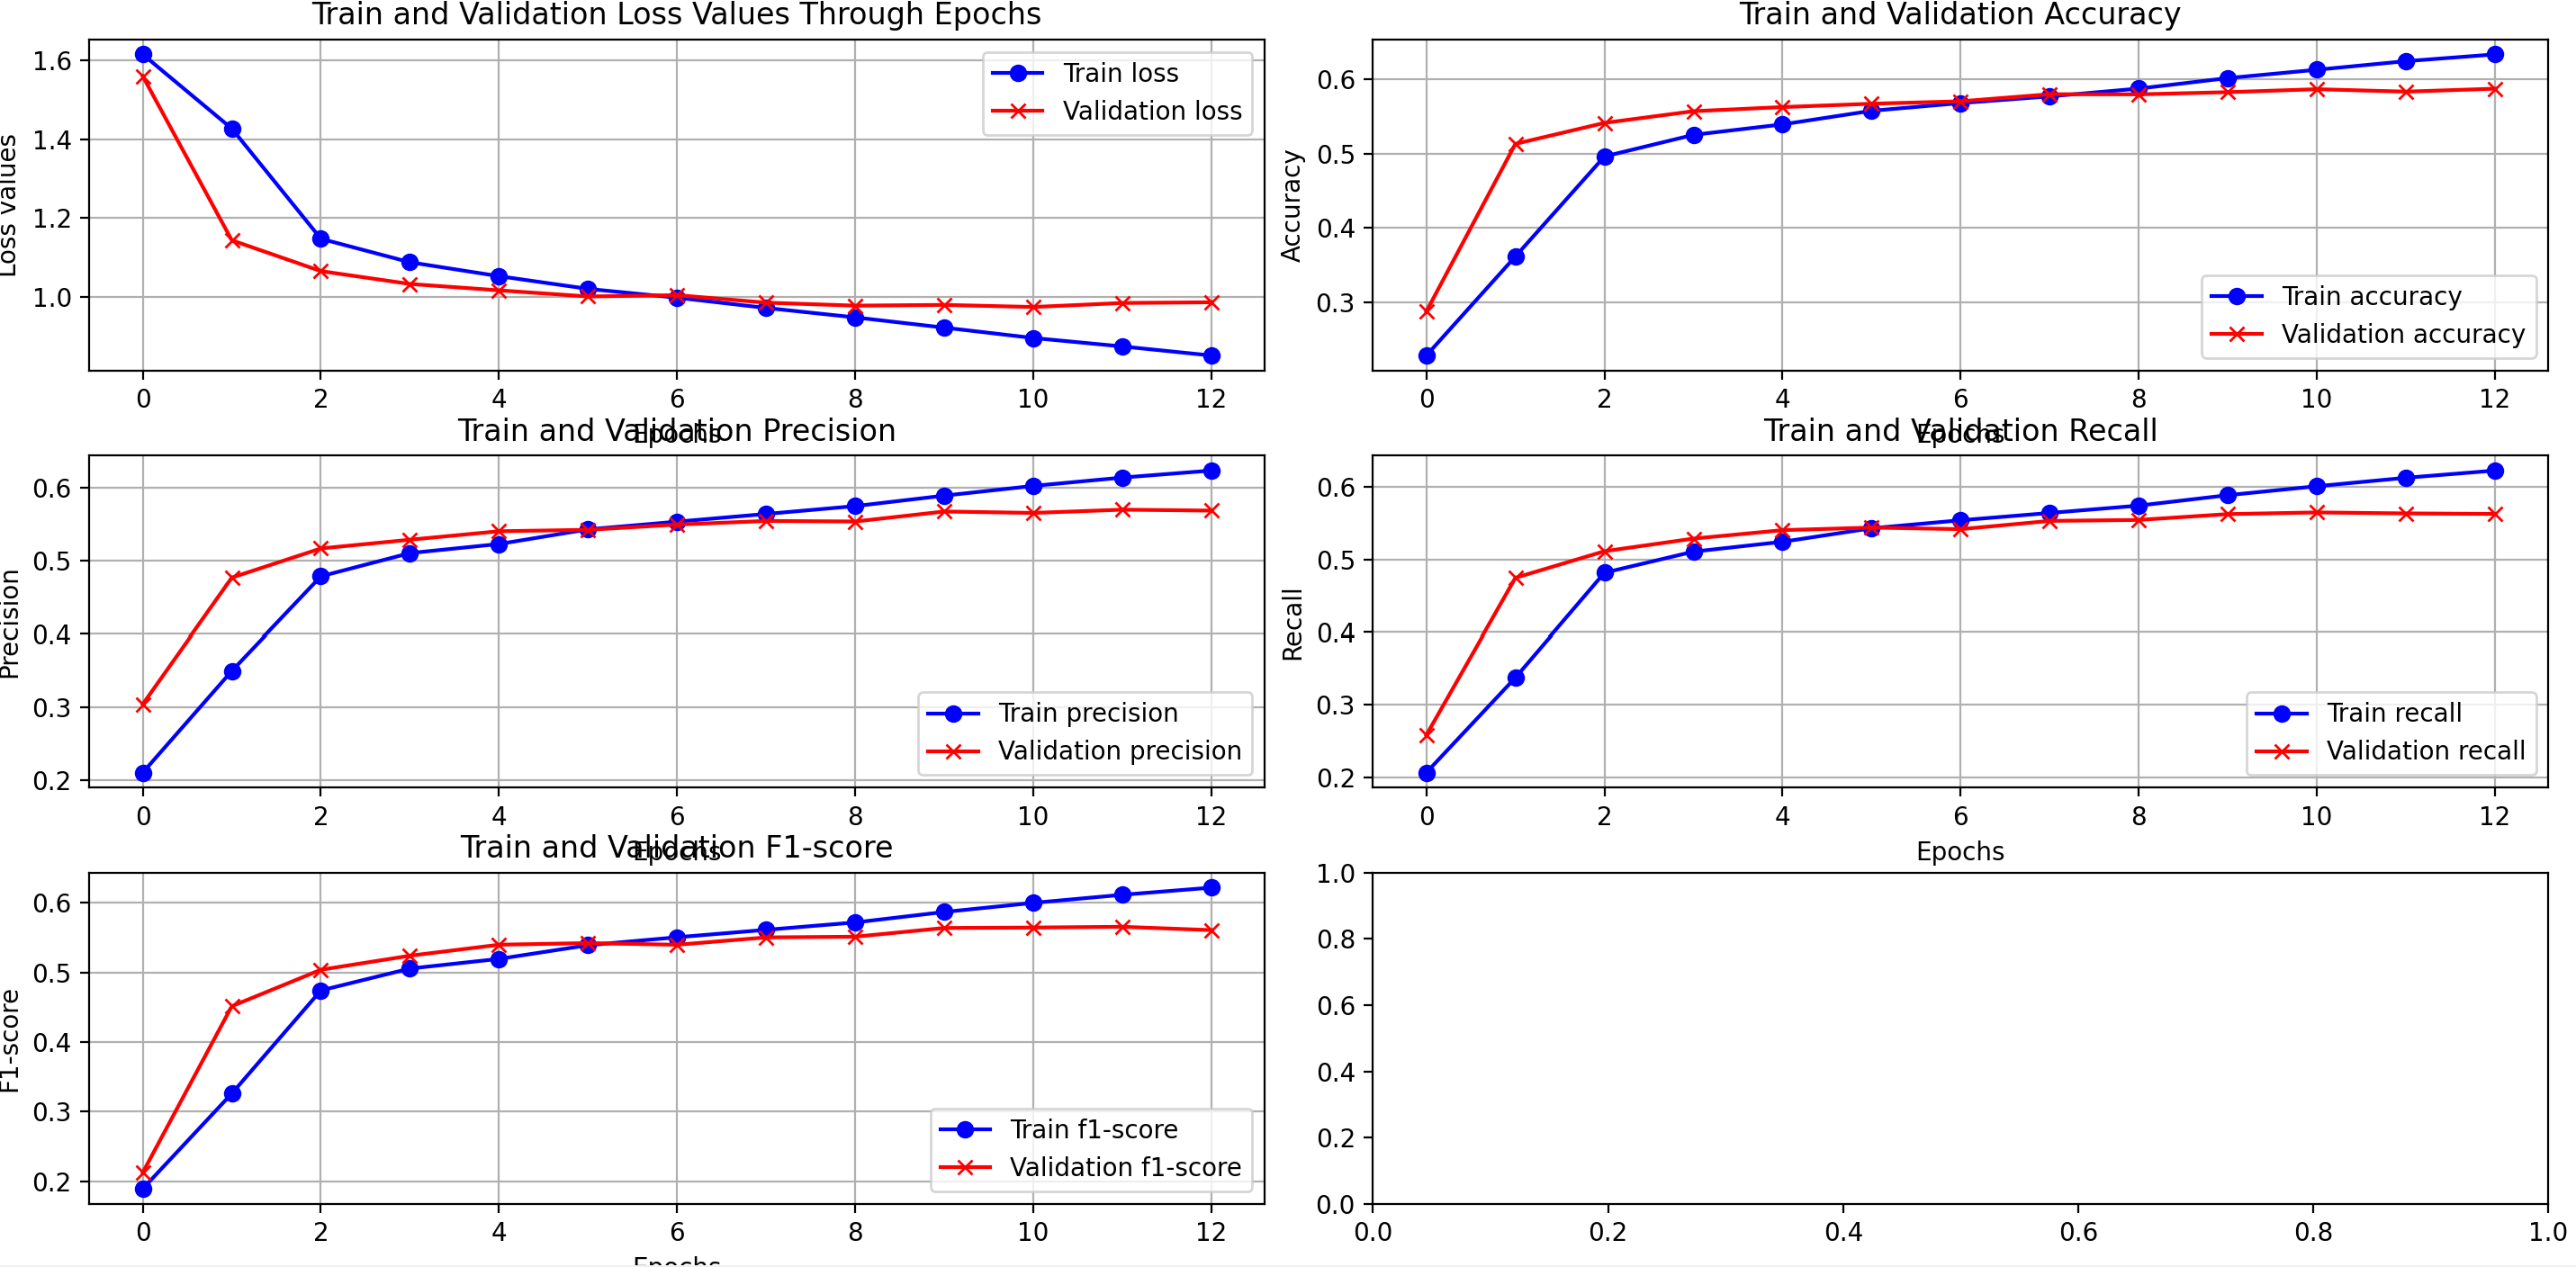 Train and Validation Loss Values Through Epochs
Loss values
1.6
1.4
1.2
1.0
Train loss
Validation loss
0 2 4 6 8 10 12
Epochs
Train and Validation Accuracy
Accuracy
0.6
0.5
0.4
0.3
Train accuracy
Validation accuracy
0 2 4 6 8 10 12
Epochs
Train and Validation Precision
Precision
0.6
0.5
0.4
0.3
0.2
Train precision
Validation precision
0 2 4 6 8 10 12
Epochs
Train and Validation Recall
Recall
0.6
0.5
0.4
0.3
0.2
Train recall
Validation recall
0 2 4 6 8 10 12
Epochs
Train and Validation F1-score
F1-score
0.6
0.5
0.4
0.3
0.2
Train f1-score
Validation f1-score
0 2 4 6 8 10 12
Epochs
1.0
0.8
0.6
0.4
0.2
0.0
0.0 0.2 0.4 0.6 0.8 1.0